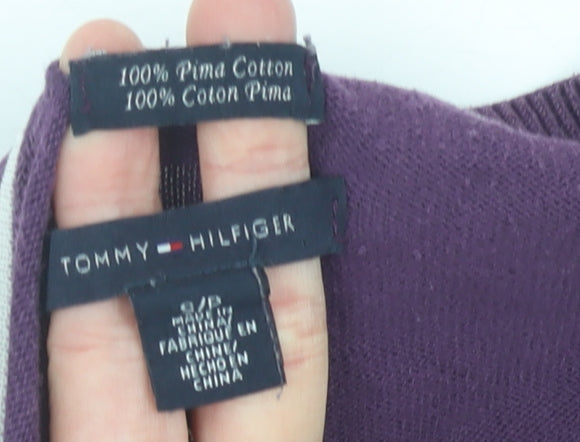 100% Pima Cotton
100% Coton Pima
TOMMY HILFIGER
S/P
MADE IN
CHINA/
FABRIQUÉ EN
CHINE/
HECHO EN
CHINA